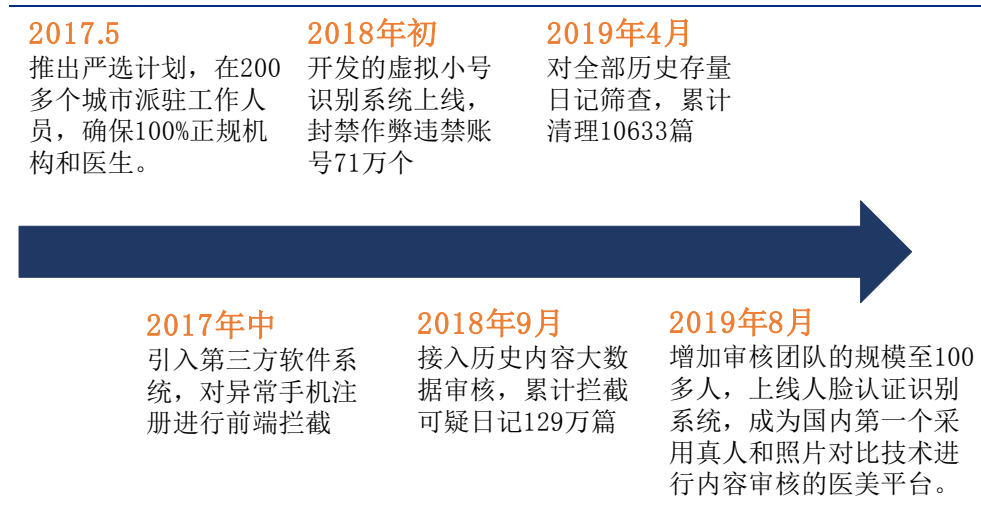 2017.5
推出严选计划，在200
多个城市派驻工作人
员，确保100%正规机
构和医生。
2018年初
开发的虚拟小号
识别系统上线，
封禁作弊违禁账
号71万个
2019年4月
对全部历史存量
日记筛查，累计
清理10633篇
2017年中
引入第三方软件系
统，对异常手机注
册进行前端拦截
2018年9月
接入历史内容大数
据审核，累计拦截
可疑日记129万篇
2019年8月
增加审核团队的规模至100
多人，上线人脸认证识别
系统，成为国内第一个采
用真人和照片对比技术进
行内容审核的医美平台。